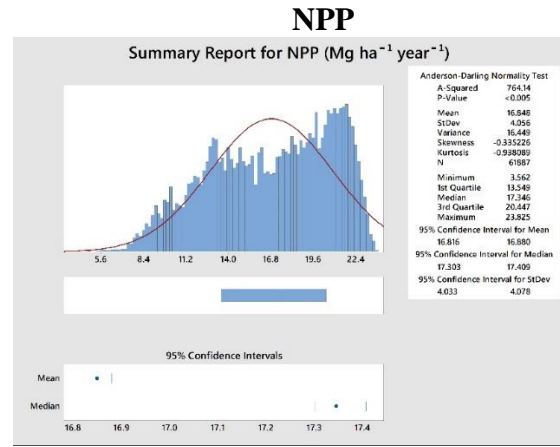 NPP
Summary Report for NPP (Mg ha⁻¹ year⁻¹)
5.6 8.4 11.2 14.0 16.8 19.6 22.4
Anderson-Darling Normality Test
A-Squared 764.14
P-Value <0.005
Mean 16.848
StDev 4.056
Variance 16.449
Skewness -0.335226
Kurtosis -0.938089
N 61887
Minimum 3.562
1st Quartile 13.549
Median 17.346
3rd Quartile 20.447
Maximum 23.825
95% Confidence Interval for Mean
16.816 16.880
95% Confidence Interval for Median
17.303 17.409
95% Confidence Interval for StDev
4.033 4.078
95% Confidence Intervals
Mean
Median
16.8 16.9 17.0 17.1 17.2 17.3 17.4